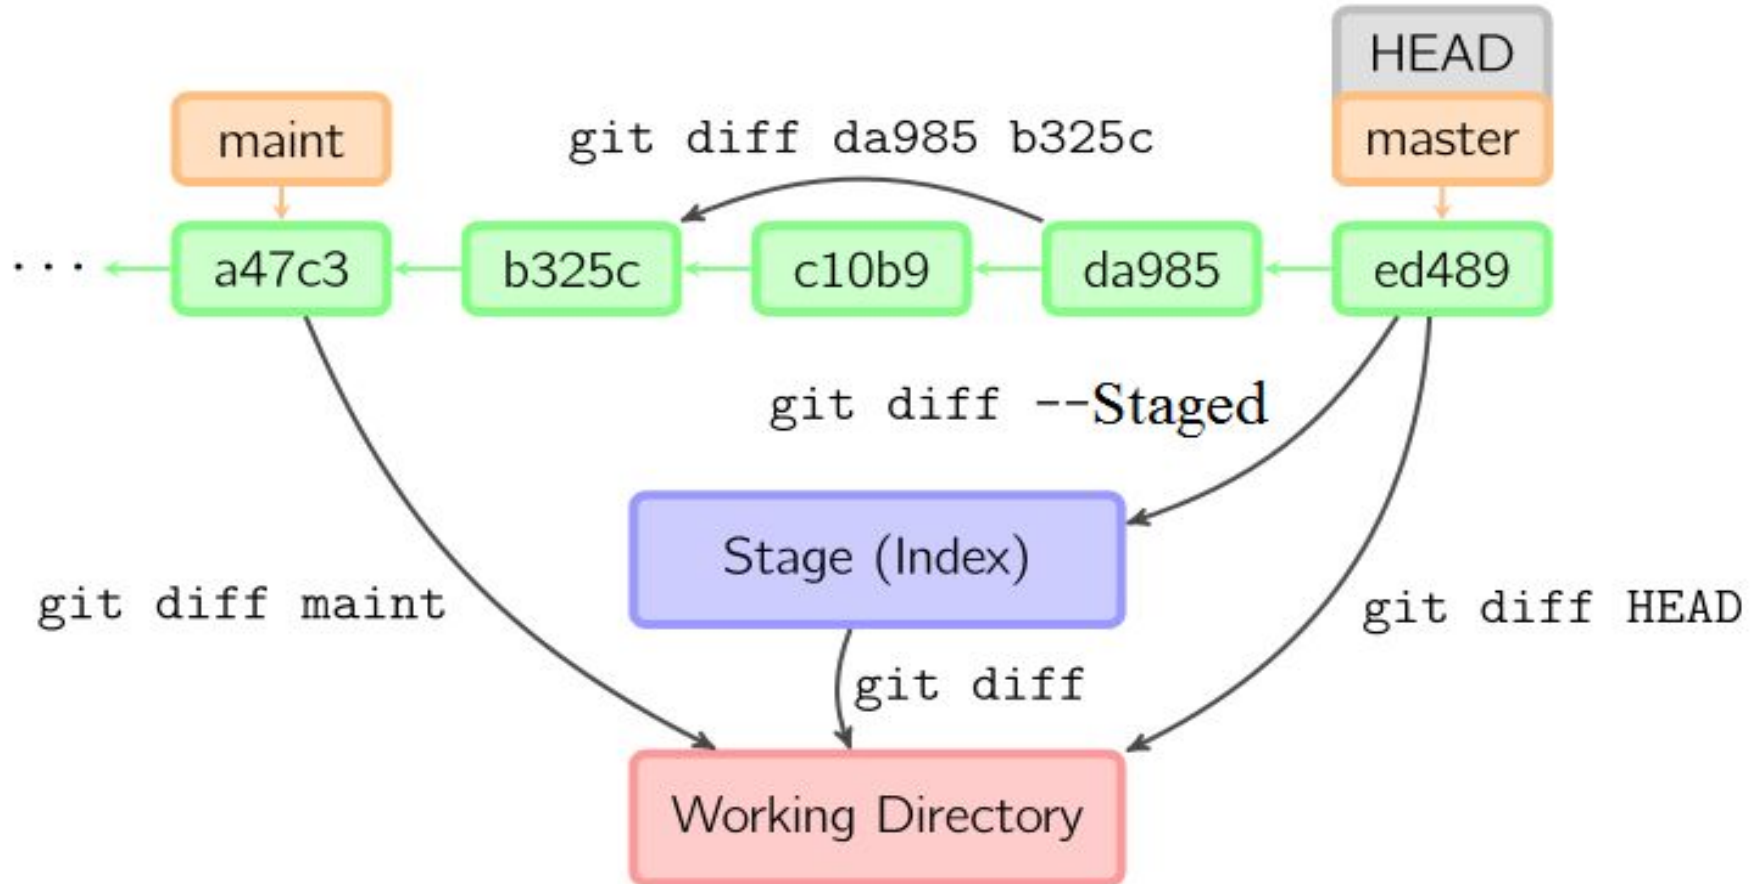 HEAD
maint
git diff da985 b325c
master
... a47c3 b325c c10b9 da985 ed489
git diff --Staged
Stage (Index)
git diff maint
git diff HEAD
git diff
Working Directory